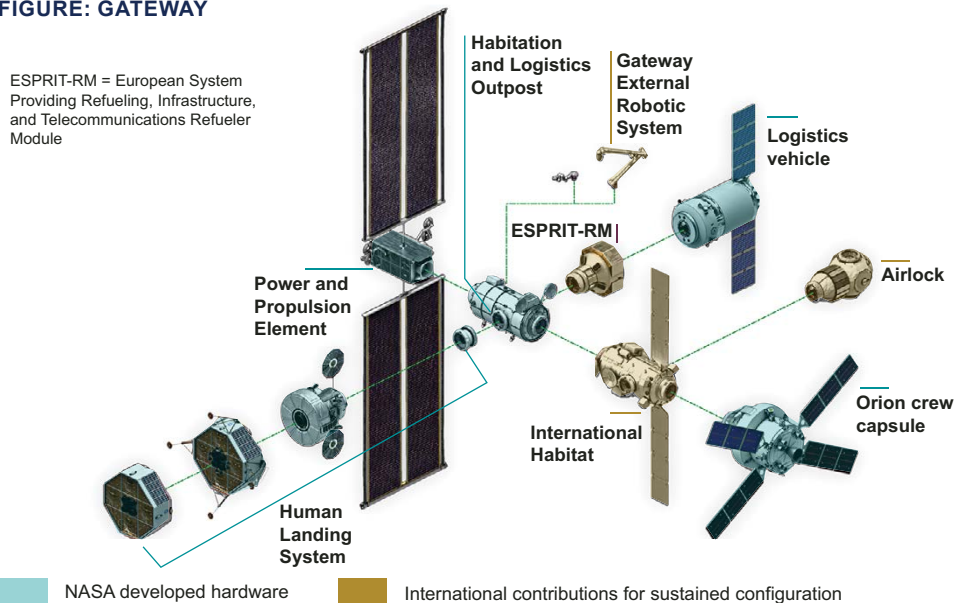 FIGURE: GATEWAY
ESPRIT-RM = European System
Providing Refueling, Infrastructure,
and Telecommunications Refueler
Module
Habitation
and Logistics
Outpost
Gateway
External
Robotic
System
Logistics
vehicle
ESPRIT-RM
Airlock
Power and
Propulsion
Element
International
Habitat
Orion crew
capsule
Human
Landing
System
NASA developed hardware
International contributions for sustained configuration